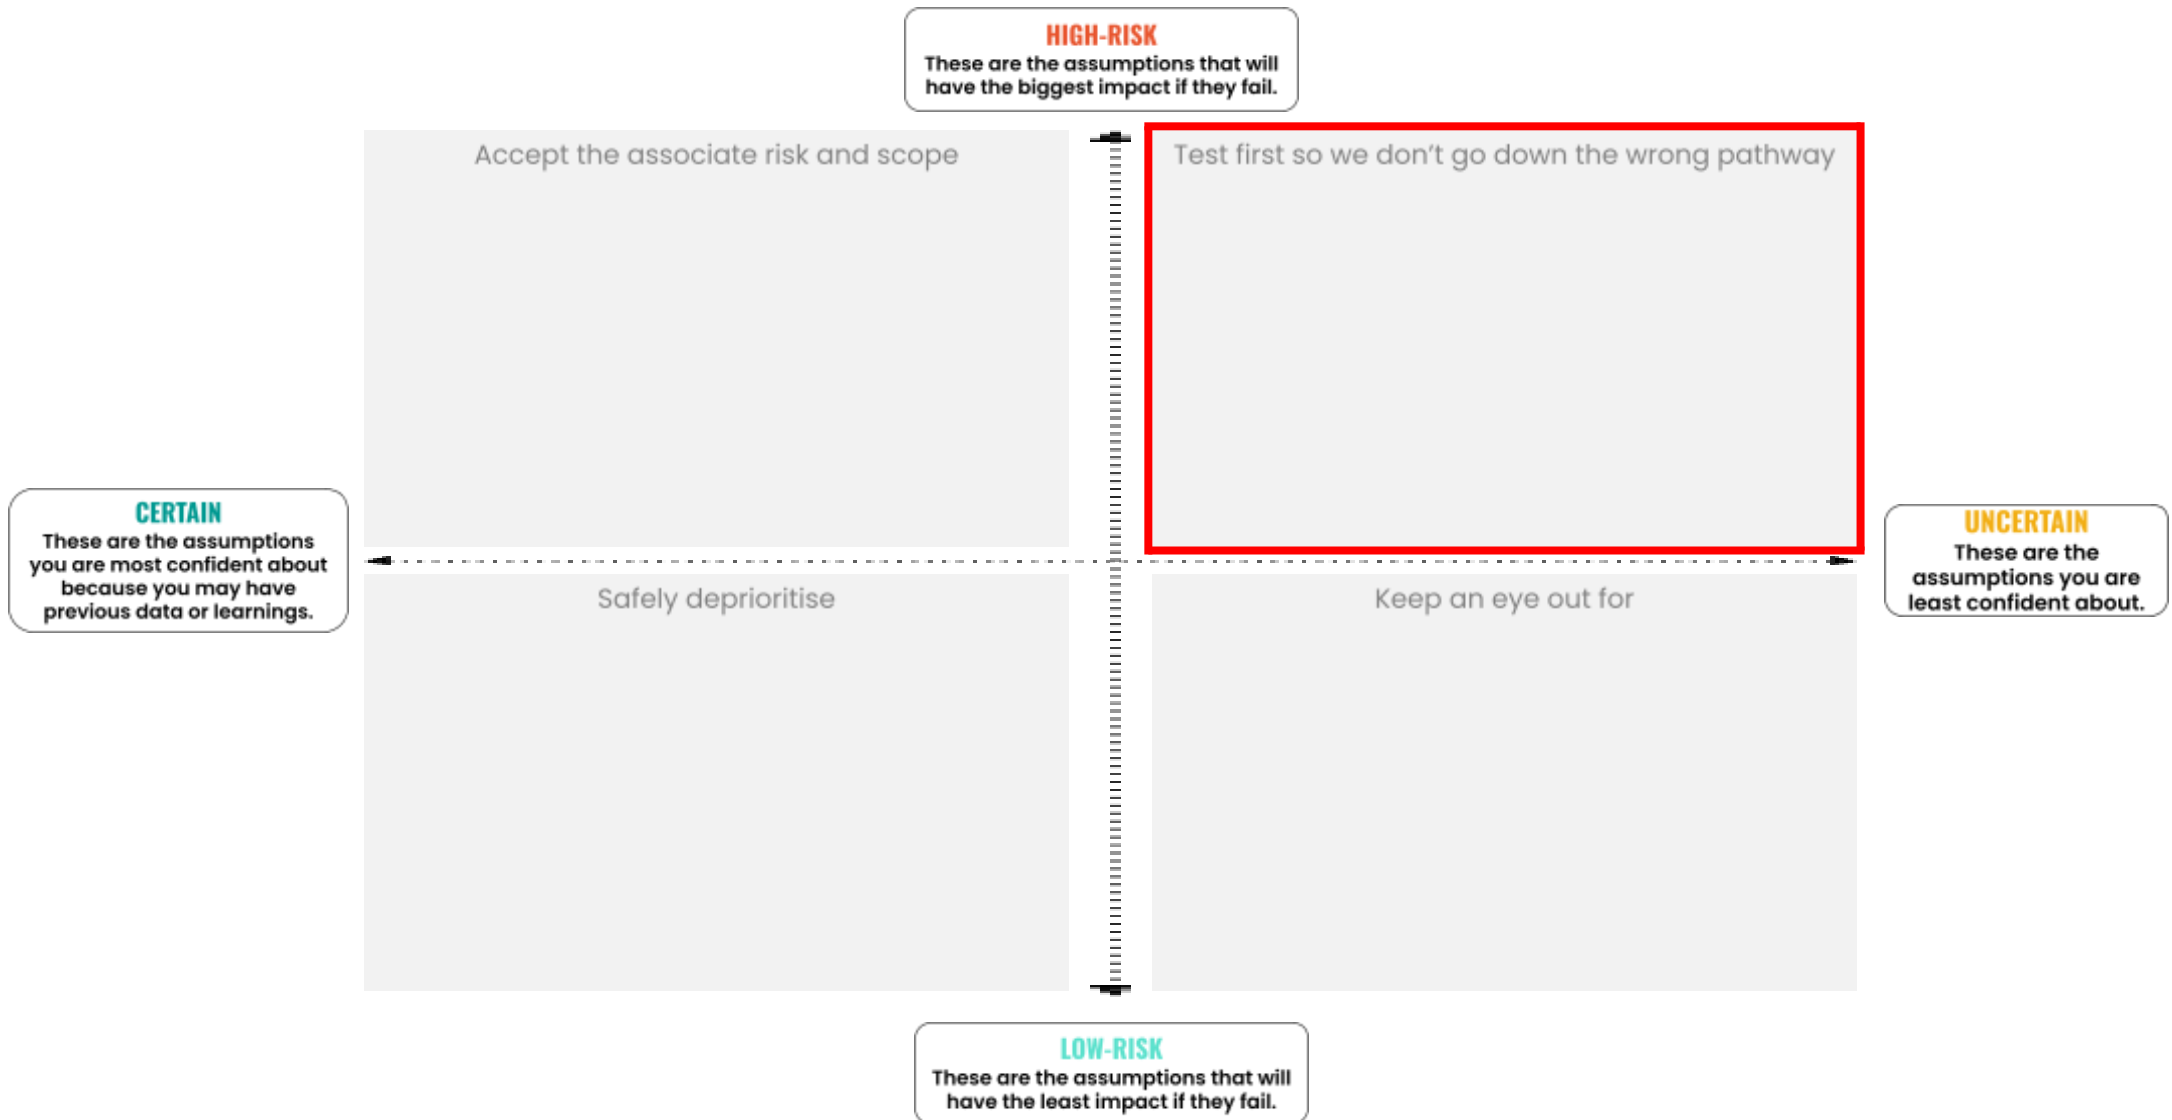 HIGH-RISK
These are the assumptions that will
have the biggest impact if they fail.
Accept the associate risk and scope
Test first so we don't go down the wrong pathway
CERTAIN
These are the assumptions
you are most confident about
because you may have
previous data or learnings.
UNCERTAIN
These are the
assumptions you are
least confident about.
Safely deprioritise
Keep an eye out for
LOW-RISK
These are the assumptions that will
have the least impact if they fail.